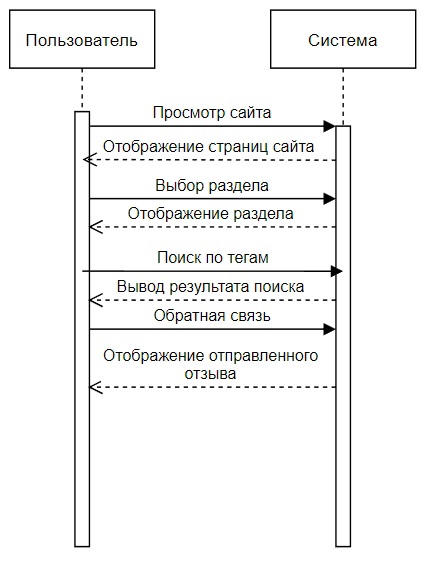 Пользователь
Система
Просмотр сайта
Отображение страниц сайта
Выбор раздела
Отображение раздела
Поиск по тегам
Вывод результата поиска
Обратная связь
Отображение отправленного
отзыва